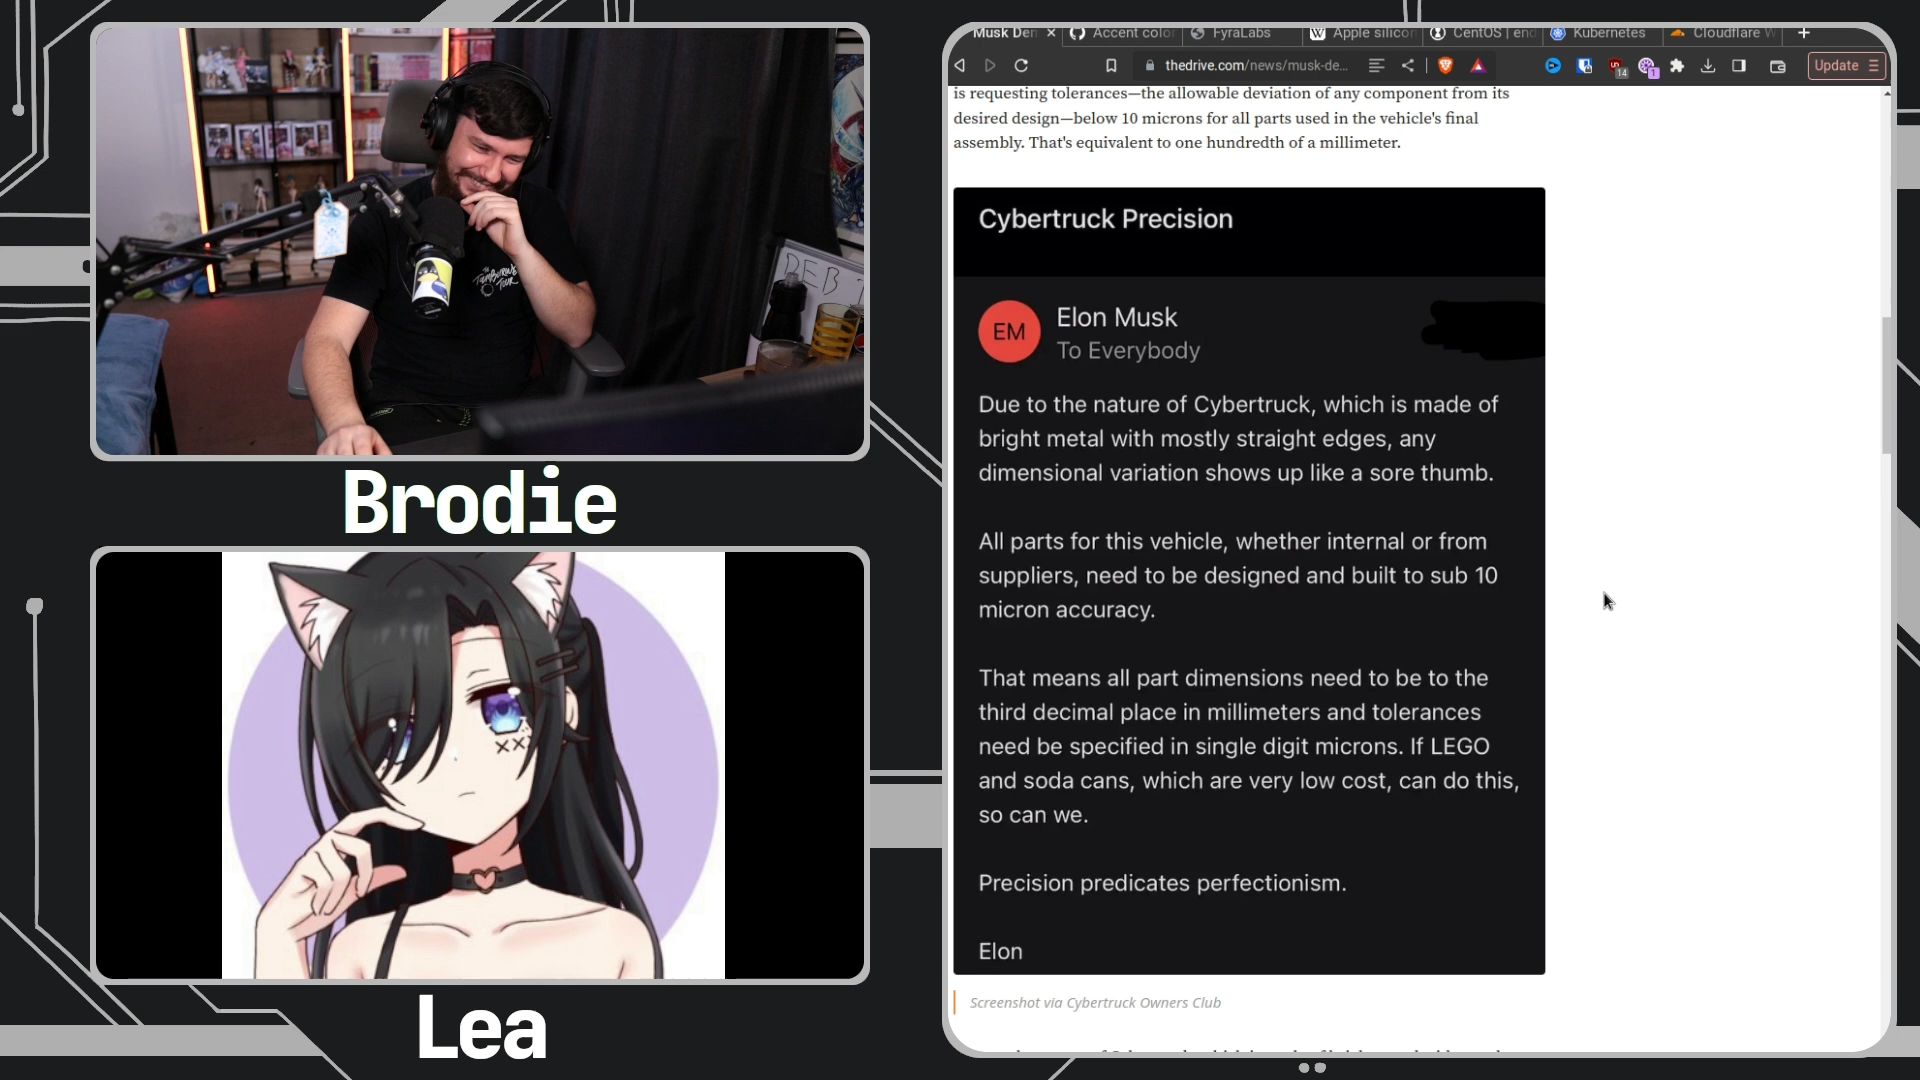 Brodie
Lea
Musk Den
Accent color
FyraLabs
Apple silicon
CentOS | end
Kubernetes
Cloudflare W
thedrive.com/news/musk-de...
14
1
Update
is requesting tolerances—the allowable deviation of any component from its
desired design—below 10 microns for all parts used in the vehicle's final
assembly. That's equivalent to one hundredth of a millimeter.
Cybertruck Precision
EM
Elon Musk
To Everybody
Due to the nature of Cybertruck, which is made of
bright metal with mostly straight edges, any
dimensional variation shows up like a sore thumb.
All parts for this vehicle, whether internal or from
suppliers, need to be designed and built to sub 10
micron accuracy.
That means all part dimensions need to be to the
third decimal place in millimeters and tolerances
need be specified in single digit microns. If LEGO
and soda cans, which are very low cost, can do this,
so can we.
Precision predicates perfectionism.
Elon
Screenshot via Cybertruck Owners Club